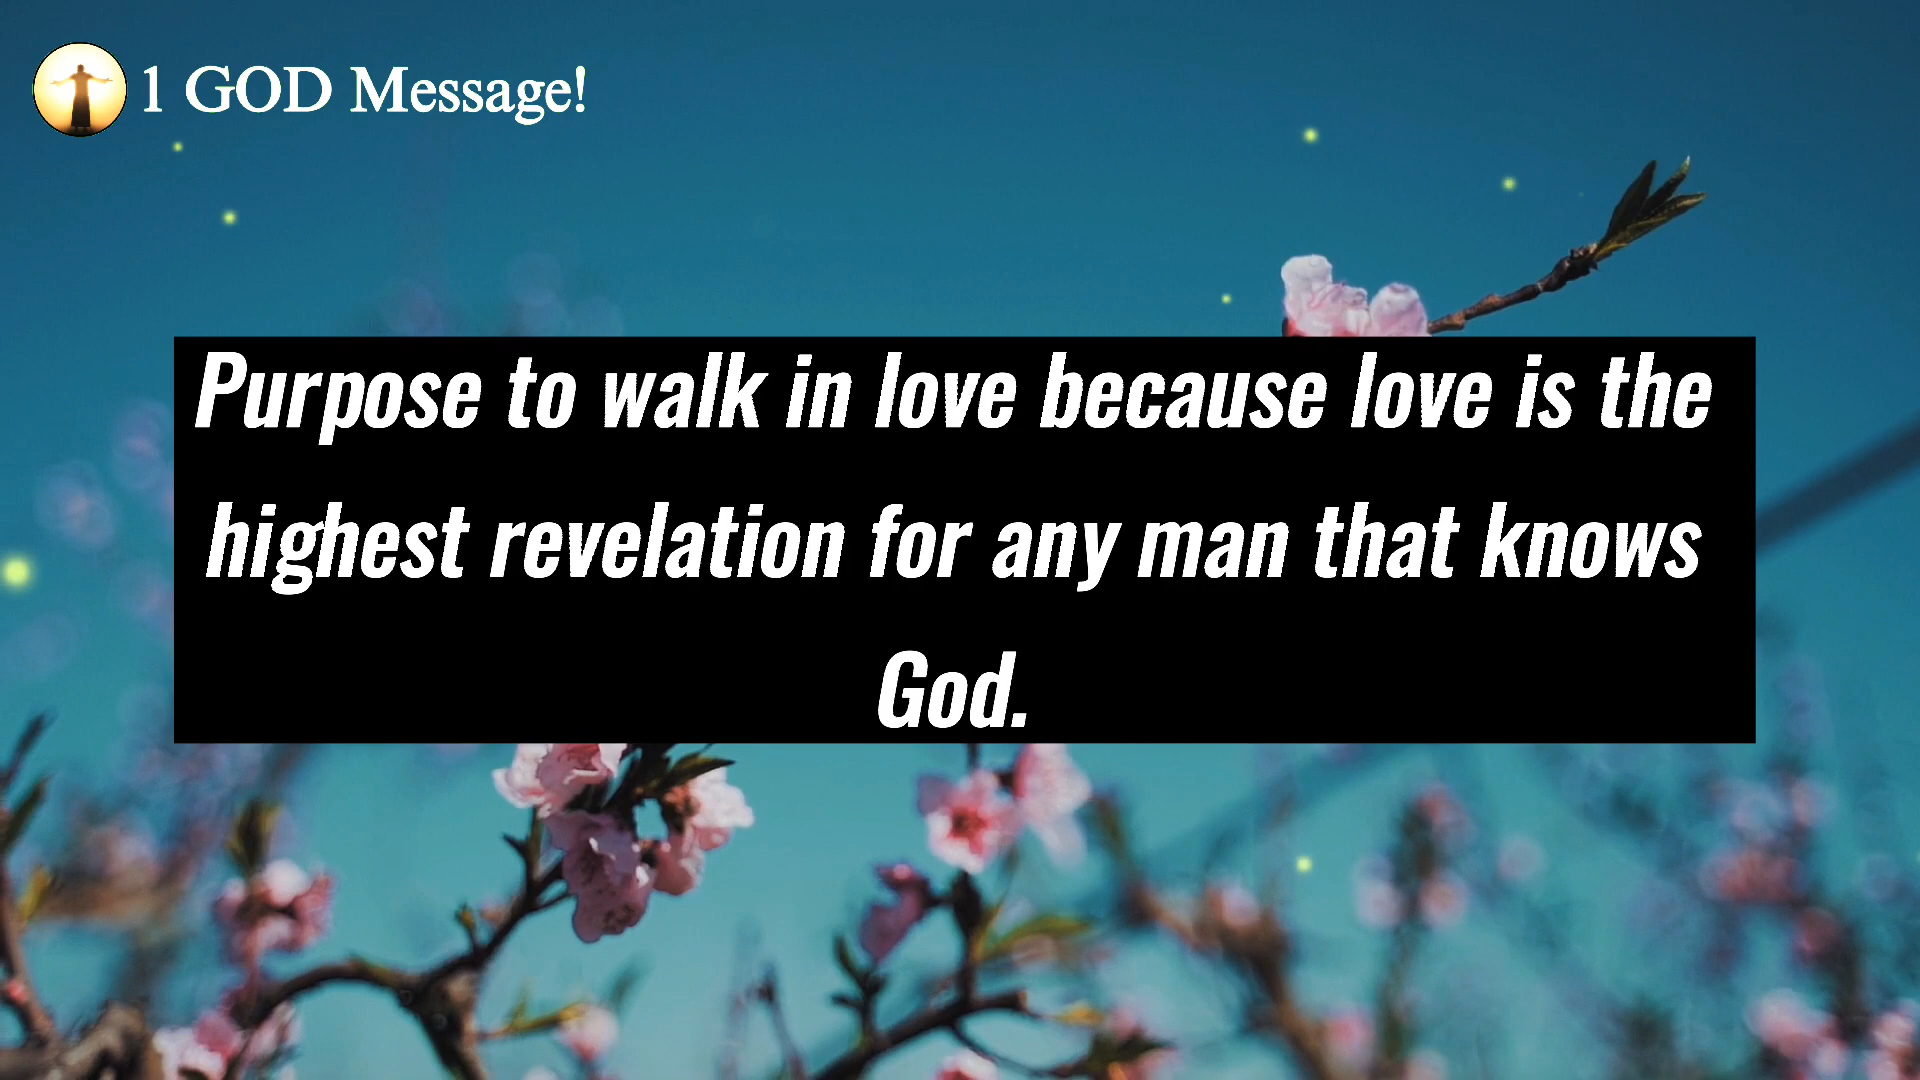 1 GOD Message!
Purpose to walk in love because love is the
highest revelation for any man that knows
God.